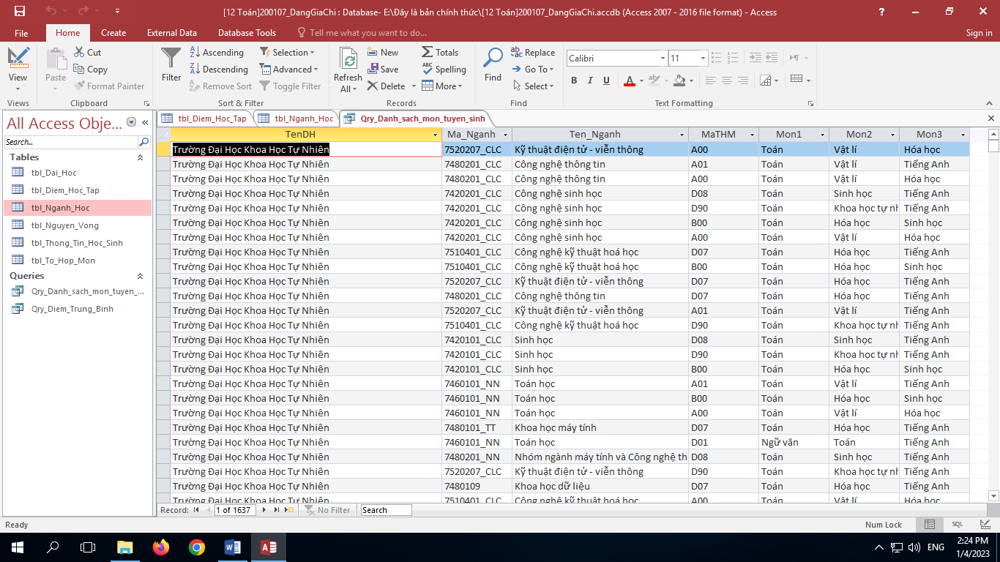 [12 Toán]200107_DangGiaChi : Database- E:\Đây là bản chính thức\[12 Toán]200107_DangGiaChi.accdb (Access 2007 - 2016 file format) - Access
File Home Create External Data Database Tools Tell me what you want to do... Sign in
View Paste Cut Copy Format Painter Filter Ascending Descending Remove Sort Selection Advanced Toggle Filter Refresh All New Save Delete Totals Spelling More Find Replace Go To Select Calibri 11 B I U A
Views Clipboard Sort & Filter Records Find Text Formatting
All Access Obje...
Search...
Tables
tbl_Dai_Hoc
tbl_Diem_Hoc_Tap
tbl_Nganh_Hoc
tbl_Nguyen_Vong
tbl_Thong_Tin_Hoc_Sinh
tbl_To_Hop_Mon
Queries
Qry_Danh_sach_mon_tuyen_...
Qry_Diem_Trung_Binh
tbl_Diem_Hoc_Tap tbl_Nganh_Hoc Qry_Danh_sach_mon_tuyen_sinh
TenDH Ma_Nganh Ten_Nganh MaTHM Mon1 Mon2 Mon3
Trường Đại Học Khoa Học Tự Nhiên 7520207_CLC Kỹ thuật điện tử - viễn thông A00 Toán Vật lí Hóa học
Trường Đại Học Khoa Học Tự Nhiên 7480201_CLC Công nghệ thông tin A01 Toán Vật lí Tiếng Anh
Trường Đại Học Khoa Học Tự Nhiên 7480201_CLC Công nghệ thông tin A00 Toán Vật lí Hóa học
Trường Đại Học Khoa Học Tự Nhiên 7420201_CLC Công nghệ sinh học D08 Toán Sinh học Tiếng Anh
Trường Đại Học Khoa Học Tự Nhiên 7420201_CLC Công nghệ sinh học D90 Toán Khoa học tự nh Tiếng Anh
Trường Đại Học Khoa Học Tự Nhiên 7420201_CLC Công nghệ sinh học B00 Toán Hóa học Sinh học
Trường Đại Học Khoa Học Tự Nhiên 7420201_CLC Công nghệ sinh học A00 Toán Vật lí Hóa học
Trường Đại Học Khoa Học Tự Nhiên 7510401_CLC Công nghệ kỹ thuật hoá học D07 Toán Hóa học Tiếng Anh
Trường Đại Học Khoa Học Tự Nhiên 7510401_CLC Công nghệ kỹ thuật hoá học B00 Toán Hóa học Sinh học
Trường Đại Học Khoa Học Tự Nhiên 7520207_CLC Kỹ thuật điện tử - viễn thông D07 Toán Hóa học Tiếng Anh
Trường Đại Học Khoa Học Tự Nhiên 7480201_CLC Công nghệ thông tin D07 Toán Hóa học Tiếng Anh
Trường Đại Học Khoa Học Tự Nhiên 7520207_CLC Kỹ thuật điện tử - viễn thông A01 Toán Vật lí Tiếng Anh
Trường Đại Học Khoa Học Tự Nhiên 7510401_CLC Công nghệ kỹ thuật hoá học D90 Toán Khoa học tự nh Tiếng Anh
Trường Đại Học Khoa Học Tự Nhiên 7420101_CLC Sinh học D08 Toán Sinh học Tiếng Anh
Trường Đại Học Khoa Học Tự Nhiên 7420101_CLC Sinh học D90 Toán Khoa học tự nh Tiếng Anh
Trường Đại Học Khoa Học Tự Nhiên 7420101_CLC Sinh học B00 Toán Hóa học Sinh học
Trường Đại Học Khoa Học Tự Nhiên 7460101_NN Toán học A01 Toán Vật lí Tiếng Anh
Trường Đại Học Khoa Học Tự Nhiên 7460101_NN Toán học B00 Toán Hóa học Sinh học
Trường Đại Học Khoa Học Tự Nhiên 7460101_NN Toán học A00 Toán Vật lí Hóa học
Trường Đại Học Khoa Học Tự Nhiên 7480101_TT Khoa học máy tính D07 Toán Hóa học Tiếng Anh
Trường Đại Học Khoa Học Tự Nhiên 7460101_NN Toán học D01 Ngữ văn Toán Tiếng Anh
Trường Đại Học Khoa Học Tự Nhiên 7480201_NN Nhóm ngành máy tính và Công nghệ th D08 Toán Sinh học Tiếng Anh
Trường Đại Học Khoa Học Tự Nhiên 7520207_CLC Kỹ thuật điện tử - viễn thông D90 Toán Khoa học tự nh Tiếng Anh
Trường Đại Học Khoa Học Tự Nhiên 7480109 Khoa học dữ liệu D07 Toán Hóa học Tiếng Anh
Trường Đại Học Khoa Học Tự Nhiên 7510401_CLC Công nghệ kỹ thuật hoá học A00 Toán Vật lí Hóa học
Record: 1 of 1637 No Filter Search
Ready Num Lock SQL
ENG 2:24 PM
1/4/2023